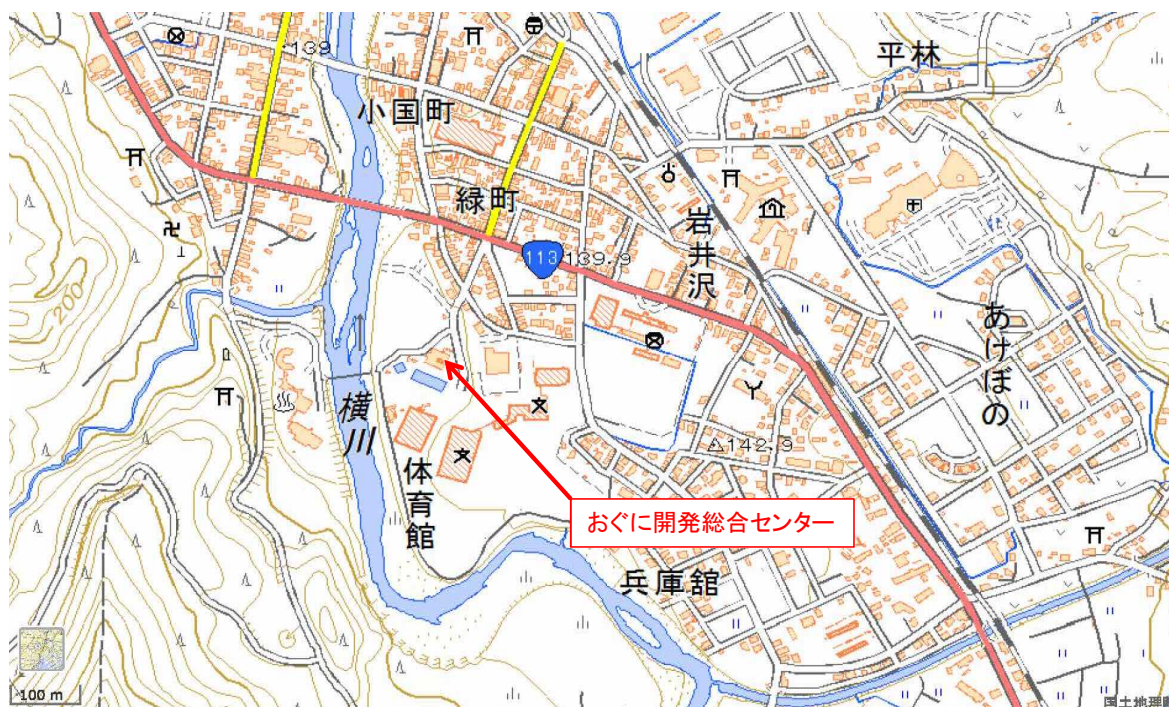 139
平林
小国町
緑町
113
139.9
岩井沢
あけぼの
200
横川
142.9
体育館
おぐに開発総合センター
兵庫舘
100 m
国土地理院